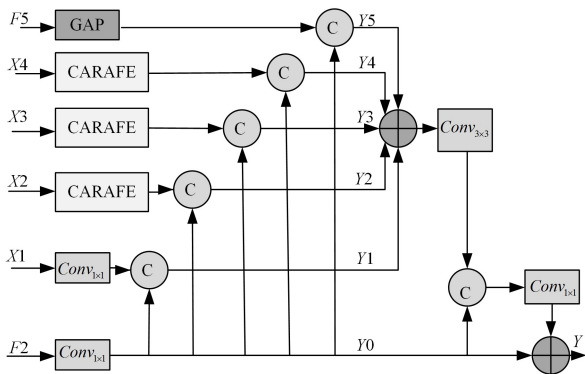 F5 GAP C Y5
X4 CARAFE C Y4
X3 CARAFE C Y3 Conv3×3
X2 CARAFE C Y2
X1 Conv1×1 C Y1 C Conv1×1
F2 Conv1×1 Y0 Y